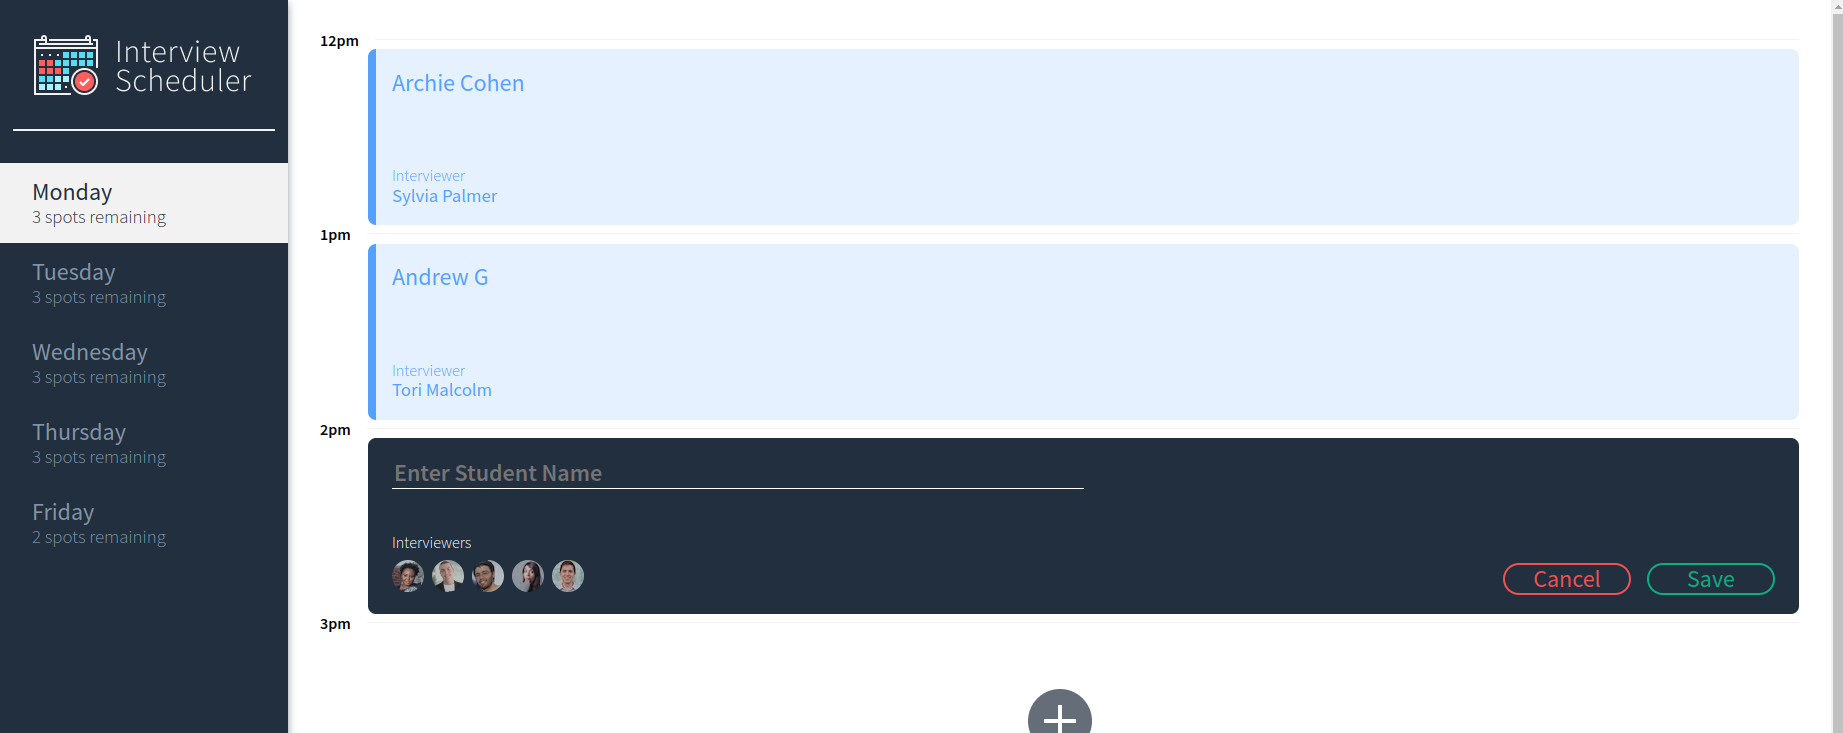 Interview
Scheduler
Monday
3 spots remaining
Tuesday
3 spots remaining
Wednesday
3 spots remaining
Thursday
3 spots remaining
Friday
2 spots remaining
12pm
Archie Cohen
Interviewer
Sylvia Palmer
1pm
Andrew G
Interviewer
Tori Malcolm
2pm
Enter Student Name
Interviewers
Cancel Save
3pm